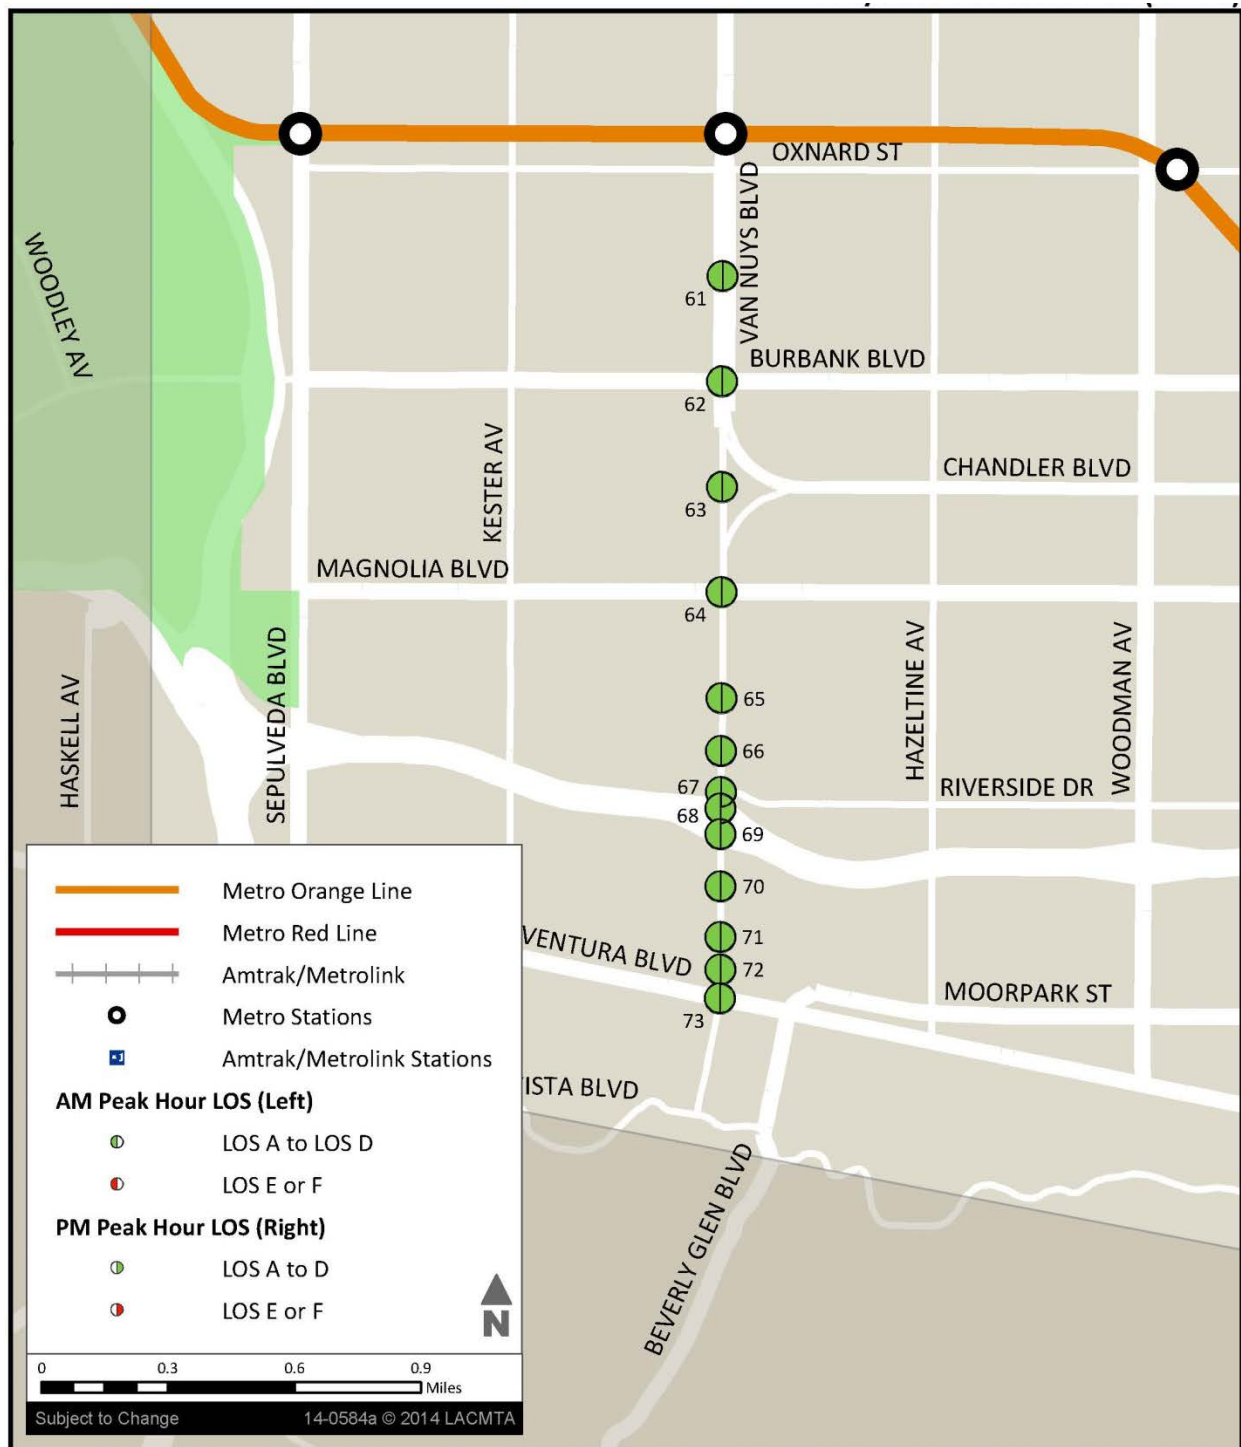 OXNARD ST
VAN NUYS BLVD
WOODLEY AV
61
BURBANK BLVD
62
KESTER AV
CHANDLER BLVD
63
MAGNOLIA BLVD
64
HASKELL AV
SEPULVEDA BLVD
HAZELTINE AV
WOODMAN AV
65
66
67
RIVERSIDE DR
68
69
70
71
VENTURA BLVD
72
MOORPARK ST
73
ISTA BLVD
BEVERLY GLEN BLVD
Metro Orange Line
Metro Red Line
Amtrak/Metrolink
Metro Stations
Amtrak/Metrolink Stations
AM Peak Hour LOS (Left)
LOS A to LOS D
LOS E or F
PM Peak Hour LOS (Right)
LOS A to D
LOS E or F
N
0 0.3 0.6 0.9
Miles
Subject to Change 14-0584a © 2014 LACMTA